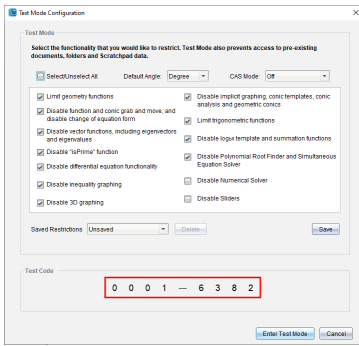 Test Mode Configuration
Test Mode
Select the functionality that you would like to restrict. Test Mode also prevents access to pre-existing
documents, folders and Scratchpad data.
Select/Unselect All Default Angle: Degree CAS Mode: Off
Limit geometry functions
Disable function and conic grab and move, and
disable change of equation form
Disable vector functions, including eigenvectors
and eigenvalues
Disable "isPrime" function
Disable differential equation functionality
Disable inequality graphing
Disable 3D graphing
Disable implicit graphing, conic templates, conic
analysis and geometric conics
Limit trigonometric functions
Disable logbx template and summation functions
Disable Polynomial Root Finder and Simultaneous
Equation Solver
Disable Numerical Solver
Disable Sliders
Saved Restrictions Unsaved Delete Save
Test Code
0 0 0 1 — 6 3 8 2
Enter Test Mode Cancel